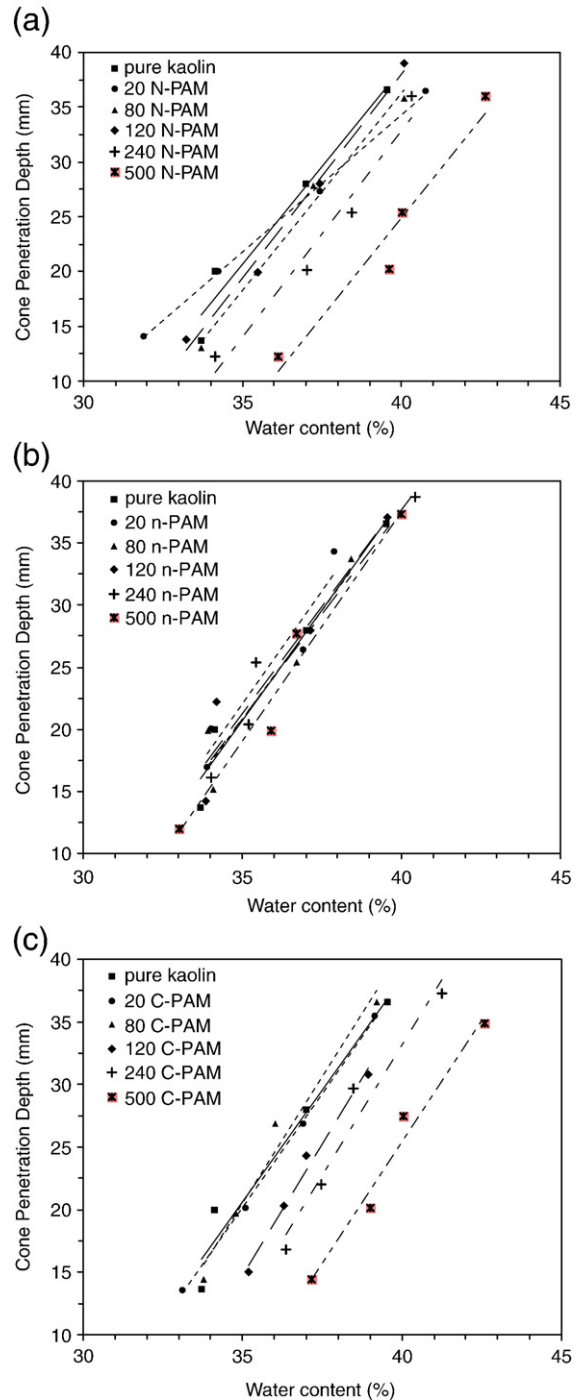 (a)
40
35
30
25
20
15
10
Cone Penetration Depth (mm)
pure kaolin
20 N-PAM
80 N-PAM
120 N-PAM
240 N-PAM
500 N-PAM
30 35 40 45
Water content (%)
(b)
40
35
30
25
20
15
10
Cone Penetration Depth (mm)
pure kaolin
20 n-PAM
80 n-PAM
120 n-PAM
240 n-PAM
500 n-PAM
30 35 40 45
Water content (%)
(c)
40
35
30
25
20
15
10
Cone Penetration Depth (mm)
pure kaolin
20 C-PAM
80 C-PAM
120 C-PAM
240 C-PAM
500 C-PAM
30 35 40 45
Water content (%)